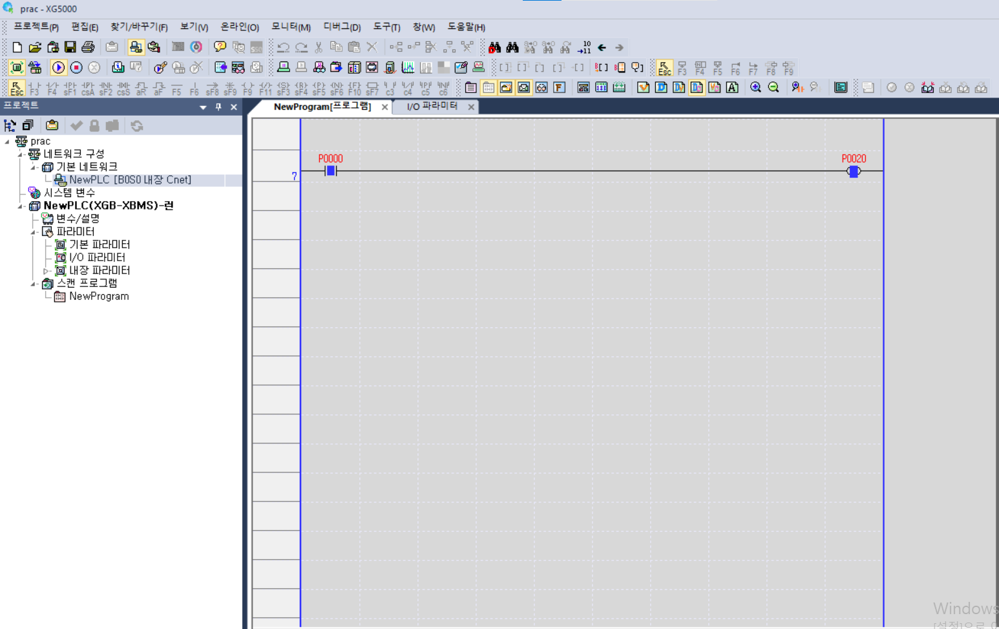 prac - XG5000
프로젝트(P) 편집(E) 찾기/바꾸기(F) 보기(V) 온라인(O) 모니터(M) 디버그(D) 도구(T) 창(W) 도움말(H)
Esc F3 F4 F5 F6 F7 F8 F9
Esc F3 F4 sF1 csA sF2 csS aR aF F5 F6 sF8 sF9 F9 F11 sF3 sF4 sF5 sF6 F10 sF7 c3 c4 c5 c6
프로젝트
NewProgram[프로그램]
I/O 파라미터
prac
네트워크 구성
기본 네트워크
NewPLC [B0S0 내장 Cnet]
시스템 변수
NewPLC(XGB-XBMS)-런
변수/설명
파라미터
기본 파라미터
I/O 파라미터
내장 파라미터
스캔 프로그램
NewProgram
P0000 P0020
7
Windows
[설정]으로